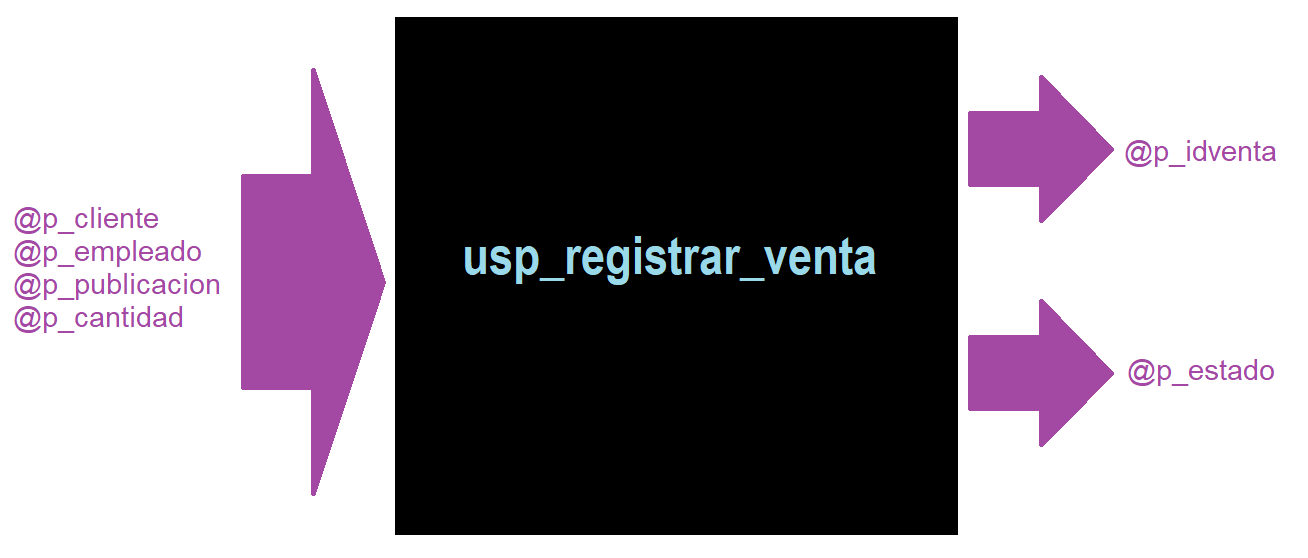 @p_cliente
@p_empleado
@p_publicacion
@p_cantidad
usp_registrar_venta
@p_idventa
@p_estado